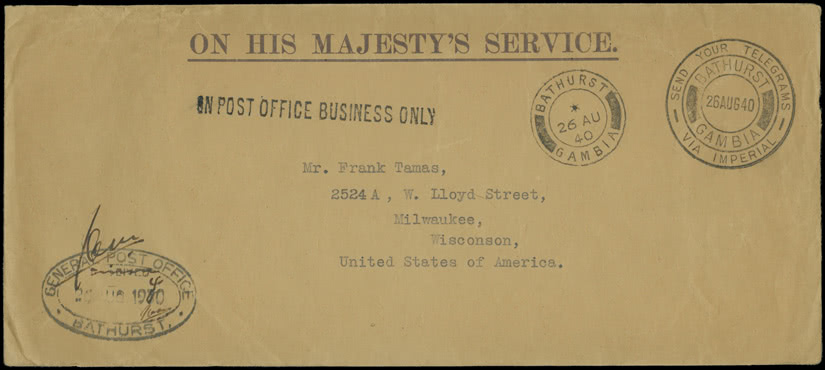 ON HIS MAJESTY'S SERVICE.
ON POST OFFICE BUSINESS ONLY
BATHURST
*
26 AU
40
GAMBIA
SEND YOUR TELEGRAMS
BATHURST
26AUG40
GAMBIA
VIA IMPERIAL
Mr. Frank Tamas,
2524A, W. Lloyd Street,
Milwaukee,
Wisconson,
United States of America.
GENERAL POST OFFICE
BATHURST.